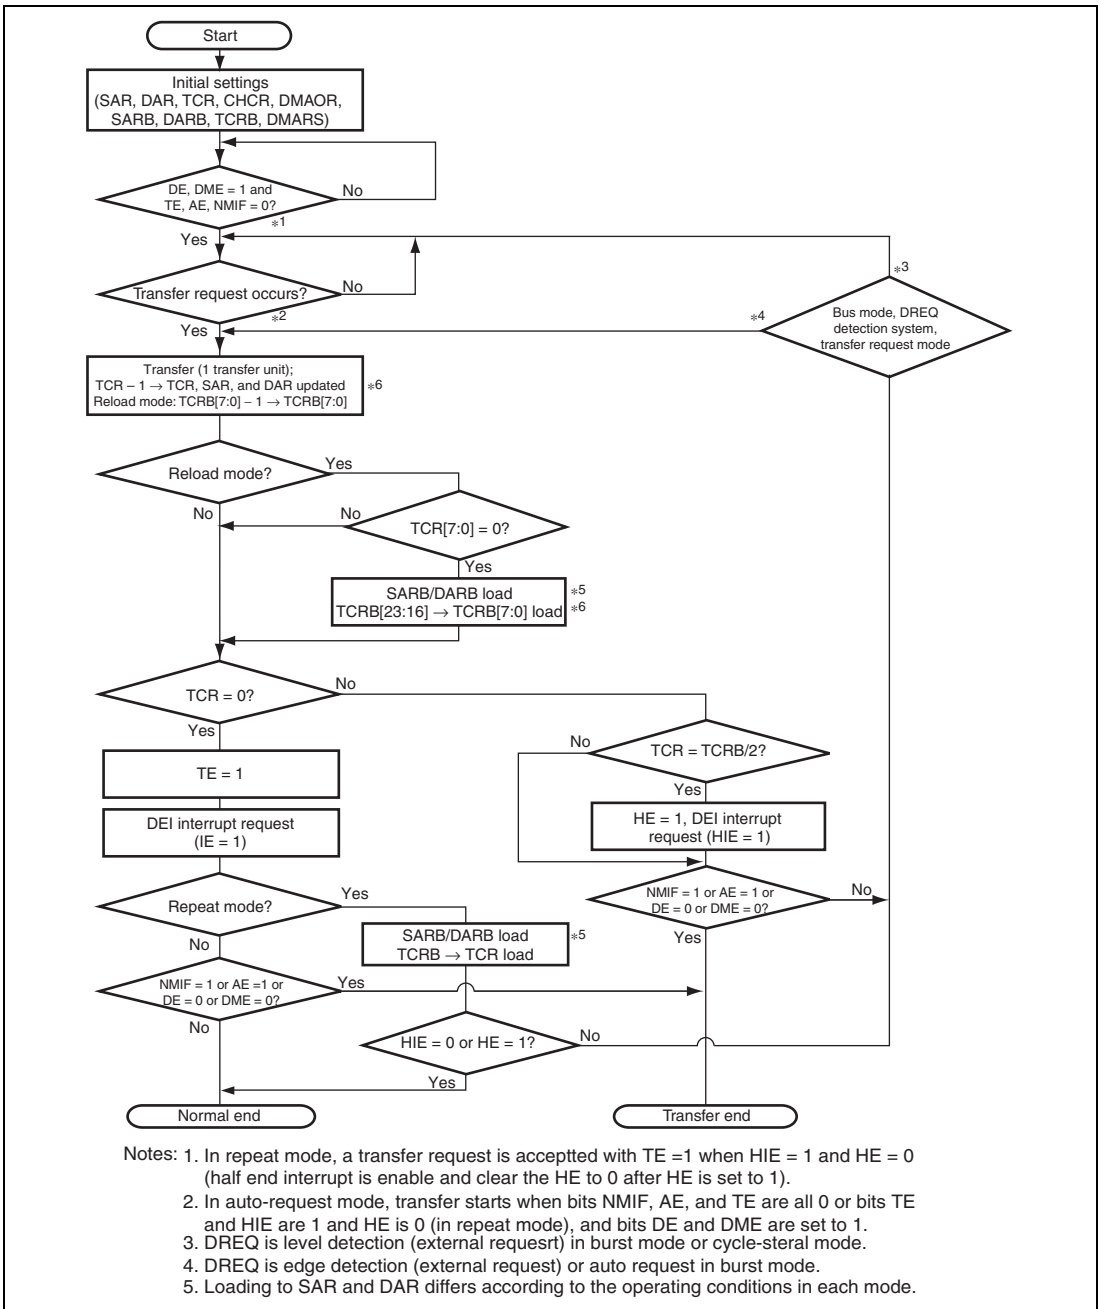 Start
Initial settings
(SAR, DAR, TCR, CHCR, DMAOR,
SARB, DARB, TCRB, DMARS)
DE, DME = 1 and
TE, AE, NMIF = 0?
No
*1
Yes
*3
Transfer request occurs?
No
*2
Yes
*4
Bus mode, DREQ
detection system,
transfer request mode
Transfer (1 transfer unit);
TCR – 1 → TCR, SAR, and DAR updated
Reload mode: TCRB[7:0] – 1 → TCRB[7:0]
*6
Reload mode?
Yes
No
No
TCR[7:0] = 0?
Yes
SARB/DARB load
*5
TCRB[23:16] → TCRB[7:0] load
*6
TCR = 0?
No
Yes
No
TCR = TCRB/2?
Yes
TE = 1
HE = 1, DEI interrupt
request (HIE = 1)
DEI interrupt request
(IE = 1)
NMIF = 1 or AE = 1 or
DE = 0 or DME = 0?
No
Yes
Repeat mode?
Yes
No
SARB/DARB load
TCRB → TCR load
*5
NMIF = 1 or AE =1 or
DE = 0 or DME = 0?
Yes
No
HIE = 0 or HE = 1?
No
Yes
Normal end
Transfer end
Notes: 1. In repeat mode, a transfer request is acceptted with TE =1 when HIE = 1 and HE = 0
(half end interrupt is enable and clear the HE to 0 after HE is set to 1).
2. In auto-request mode, transfer starts when bits NMIF, AE, and TE are all 0 or bits TE
and HIE are 1 and HE is 0 (in repeat mode), and bits DE and DME are set to 1.
3. DREQ is level detection (external requesrt) in burst mode or cycle-steral mode.
4. DREQ is edge detection (external request) or auto request in burst mode.
5. Loading to SAR and DAR differs according to the operating conditions in each mode.